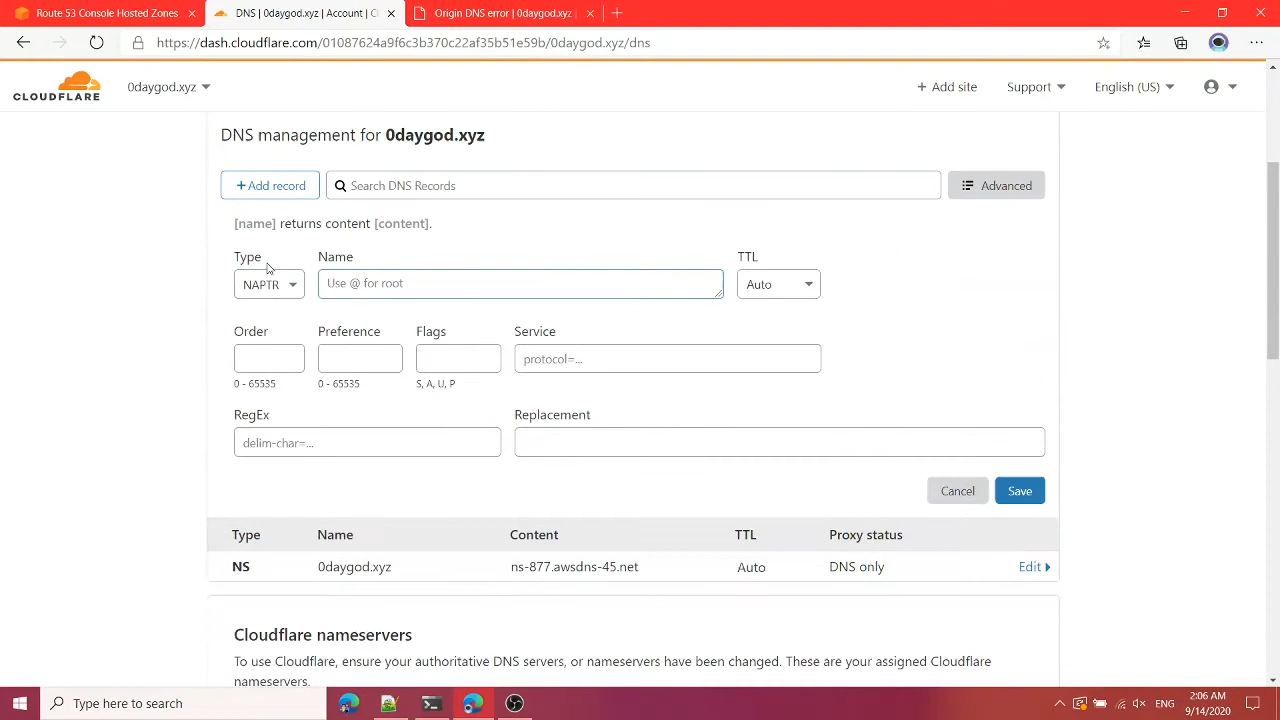 Route 53 Console Hosted Zones
DNS | 0daygod.xyz | Account | Cl
Origin DNS error | 0daygod.xyz |
https://dash.cloudflare.com/01087624a9f6c3b370c22af35b51e59b/0daygod.xyz/dns
CLOUDFLARE
0daygod.xyz
+ Add site
Support
English (US)
DNS management for 0daygod.xyz
+ Add record
Search DNS Records
Advanced
[name] returns content [content].
Type
Name
TTL
NAPTR
Use @ for root
Auto
Order
Preference
Flags
Service
protocol=...
0 - 65535
0 - 65535
S, A, U, P
RegEx
Replacement
delim-char=...
Cancel
Save
Type Name Content TTL Proxy status
NS 0daygod.xyz ns-877.awsdns-45.net Auto DNS only Edit
Cloudflare nameservers
To use Cloudflare, ensure your authoritative DNS servers, or nameservers have been changed. These are your assigned Cloudflare
nameservers.
Type here to search
ENG
2:06 AM
9/14/2020